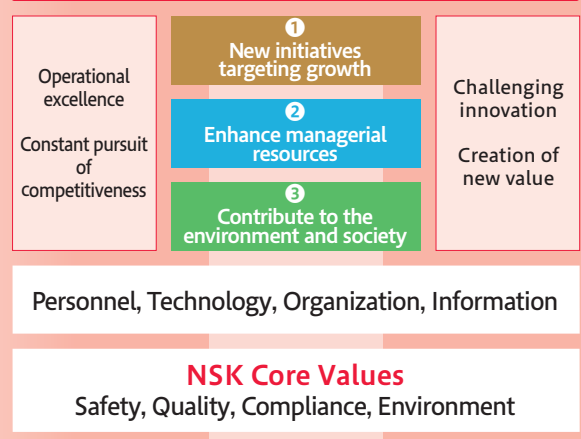 Operational
excellence
Constant pursuit
of
competitiveness
1
New initiatives
targeting growth
2
Enhance managerial
resources
3
Contribute to the
environment and society
Challenging
innovation
Creation of
new value
Personnel, Technology, Organization, Information
NSK Core Values
Safety, Quality, Compliance, Environment